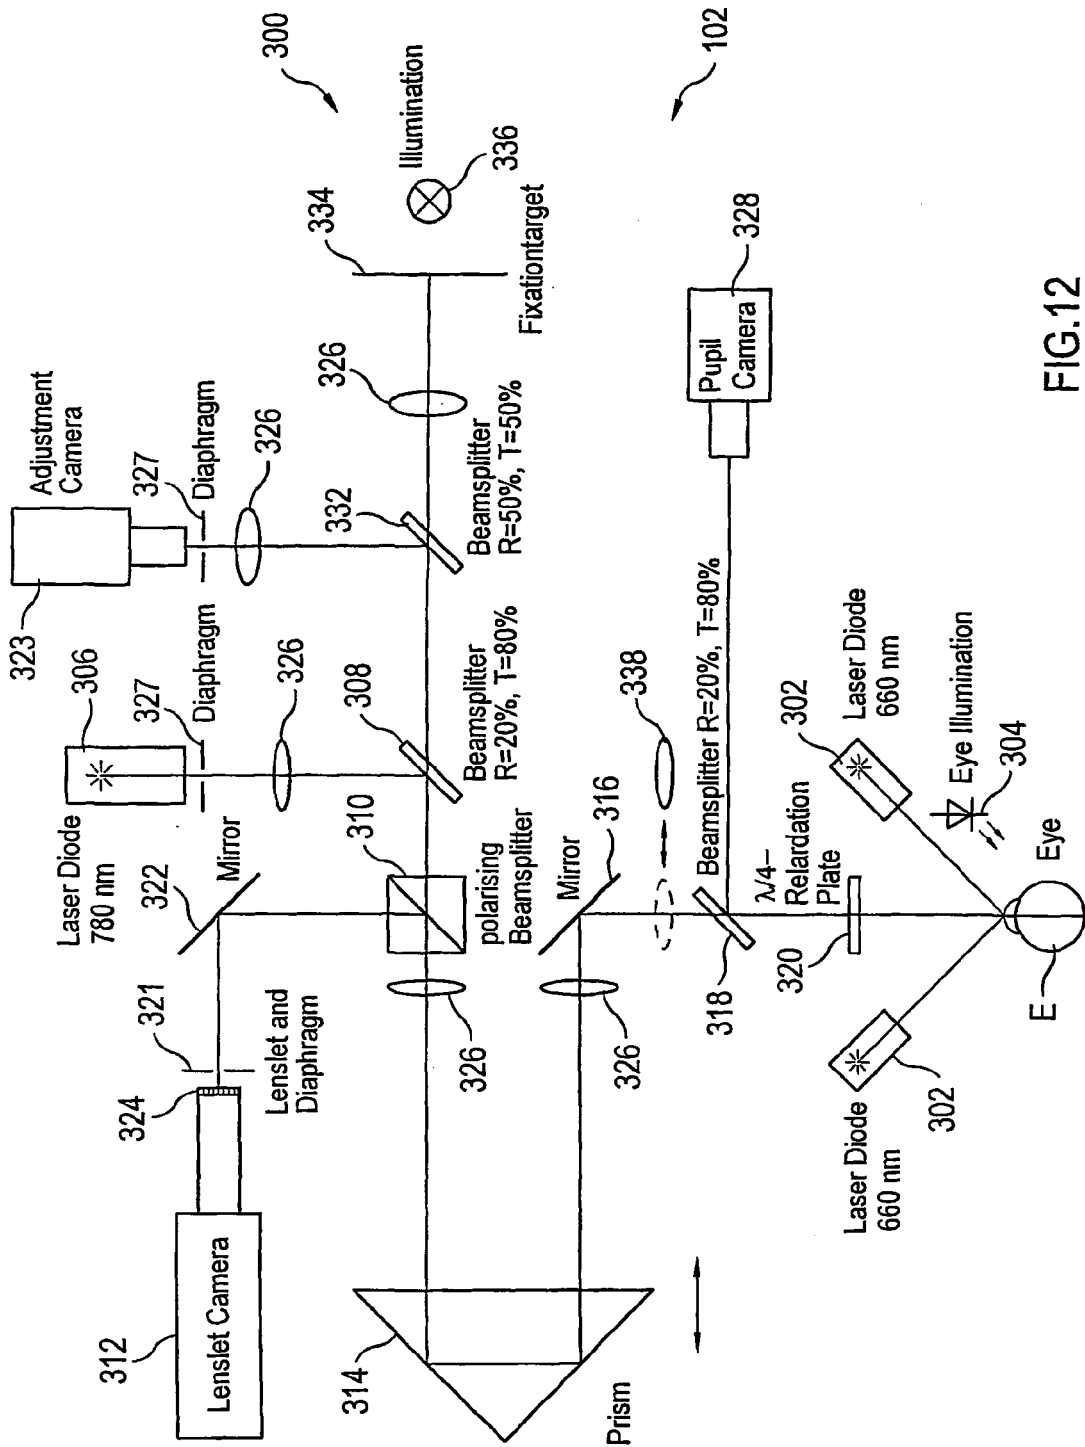 300
Illumination
336
334
Fixationtarget
102
Adjustment
Camera
323
327
Diaphragm
326
332
Beamsplitter
R=50%, T=50%
326
328
Pupil
Camera
306
Laser Diode
780 nm
327
Diaphragm
326
308
Beamsplitter
R=20%, T=80%
310
polarising
Beamsplitter
322
Mirror
321
324
Lenslet and
Diaphragm
312
Lenslet Camera
326
326
316
Mirror
338
Beamsplitter R=20%, T=80%
318
λ/4–
Relardation
Plate
320
302
Laser Diode
660 nm
Eye Illumination
304
Eye
E
302
Laser Diode
660 nm
314
Prism
FIG.12